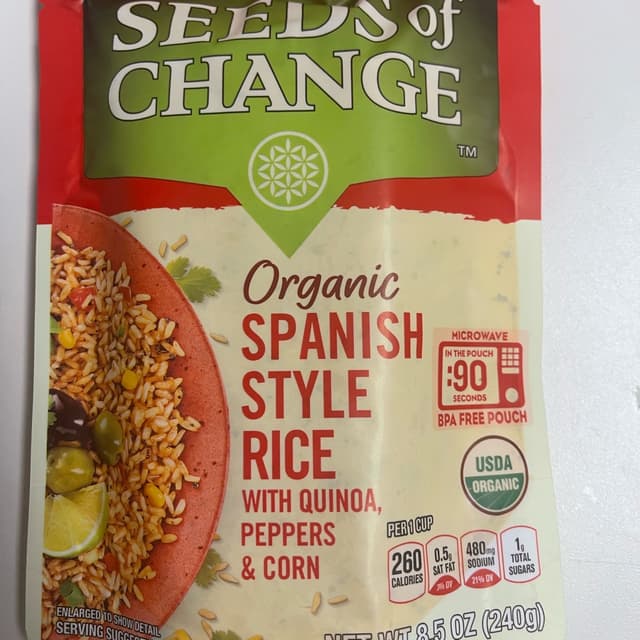 SEEDS of
CHANGE
TM
Organic
SPANISH
STYLE
RICE
WITH QUINOA,
PEPPERS
& CORN
MICROWAVE
IN THE POUCH
:90
SECONDS
BPA FREE POUCH
USDA
ORGANIC
PER 1 CUP
260
CALORIES
0.5g
SAT FAT
3% DV
480mg
SODIUM
21% DV
1g
TOTAL
SUGARS
ENLARGED TO SHOW DETAIL
SERVING
NET WT 8.5 OZ (240g)